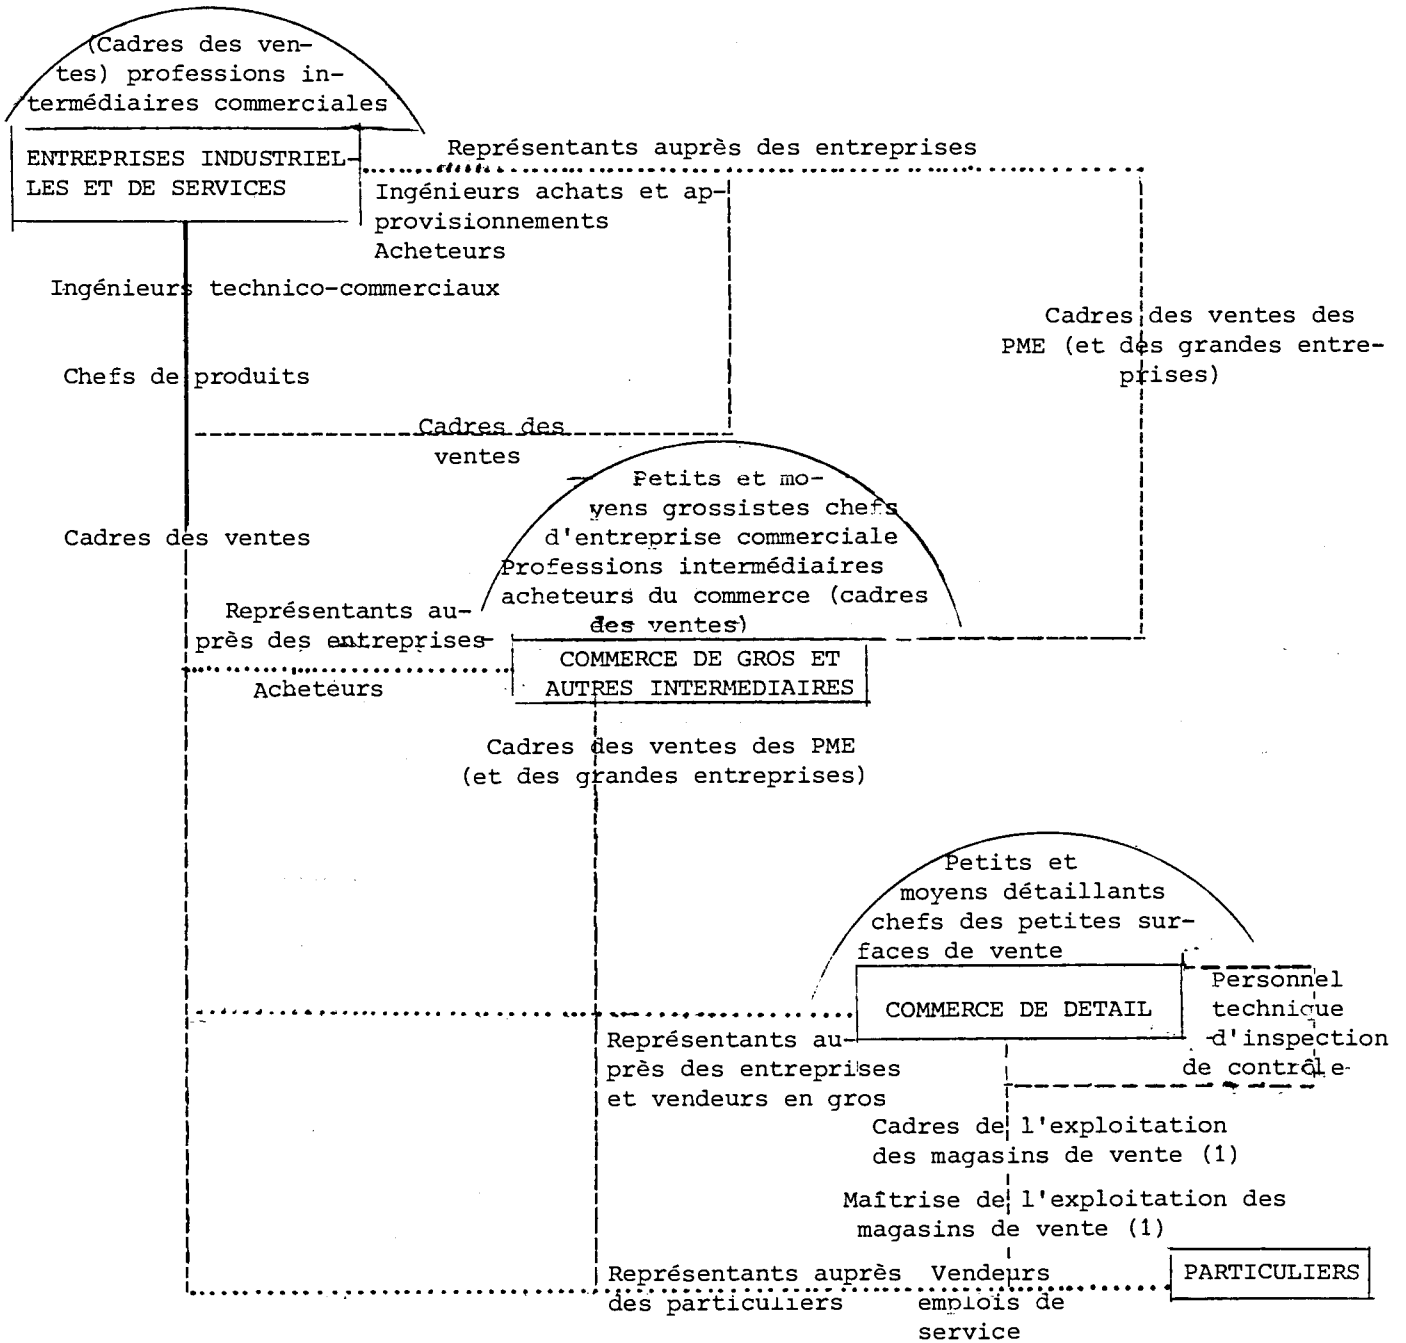 (Cadres des ven-
tes) professions in-
termédiaires commerciales
ENTREPRISES INDUSTRIEL-
LES ET DE SERVICES
Représentants auprès des entreprises
Ingénieurs achats et ap-
provisionnements
Acheteurs
Ingénieurs technico-commerciaux
Cadres des ventes des
PME (et des grandes entre-
prises)
Chefs de produits
Cadres des
ventes
Petits et mo-
yens grossistes chefs
d'entreprise commerciale
Professions intermédiaires
acheteurs du commerce (cadres
des ventes)
Cadres des ventes
Représentants au-
près des entreprises
COMMERCE DE GROS ET
AUTRES INTERMEDIAIRES
Acheteurs
Cadres des ventes des PME
(et des grandes entreprises)
Petits et
moyens détaillants
chefs des petites sur-
faces de vente
COMMERCE DE DETAIL
Personnel
technique
d'inspection
de contrôle
Représentants au-
près des entreprises
et vendeurs en gros
Cadres de l'exploitation
des magasins de vente (1)
Maîtrise de l'exploitation des
magasins de vente (1)
Représentants auprès
des particuliers
Vendeurs
emplois de
service
PARTICULIERS